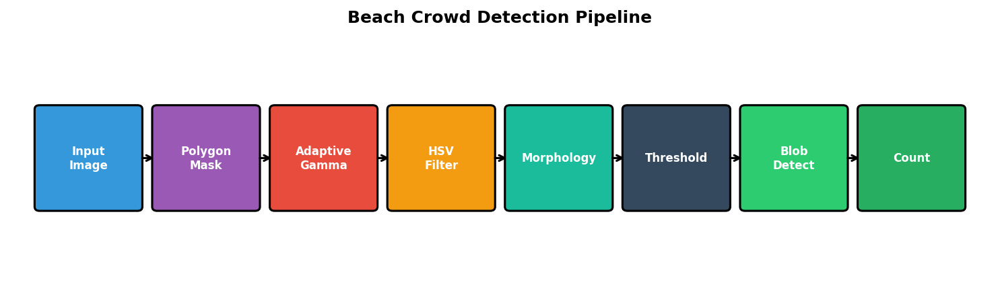 Beach Crowd Detection Pipeline
Input
Image
Polygon
Mask
Adaptive
Gamma
HSV
Filter
Morphology
Threshold
Blob
Detect
Count